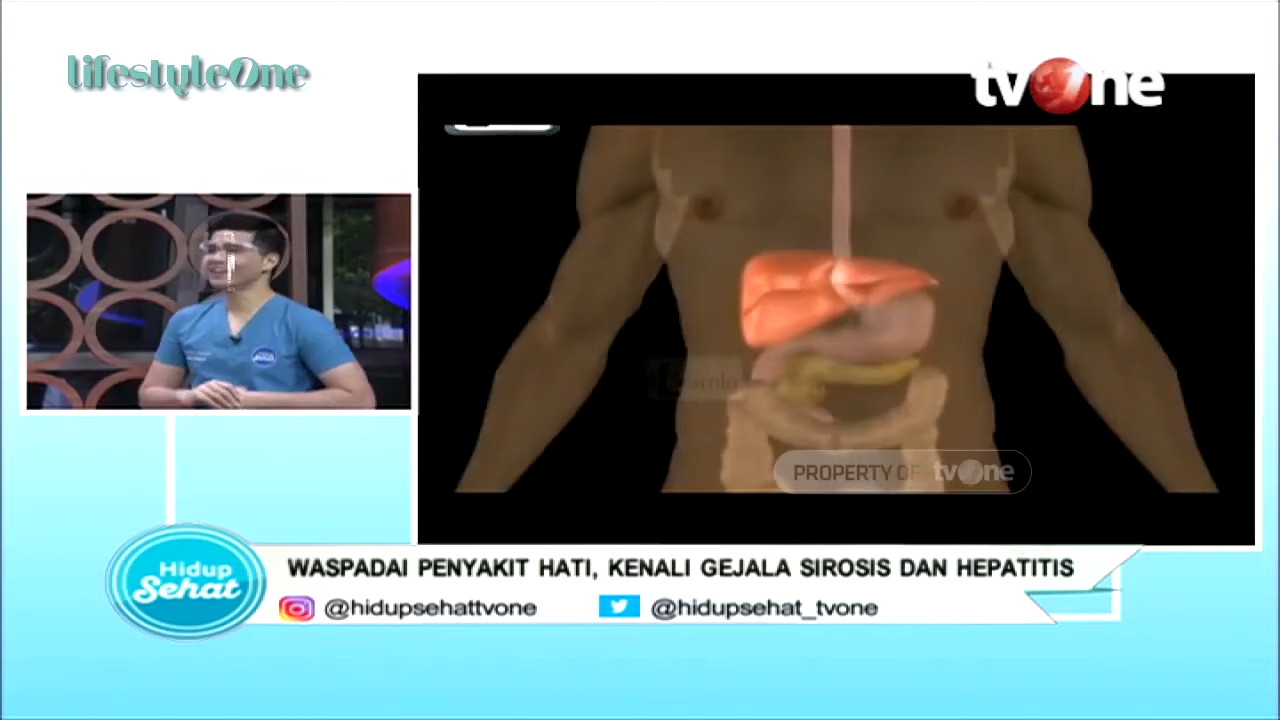 lifestyleOne
tvOne
PROPERTY OF tvOne
Hidup
Sehat
WASPADAI PENYAKIT HATI, KENALI GEJALA SIROSIS DAN HEPATITIS
@hidupsehattvone
@hidupsehat_tvone